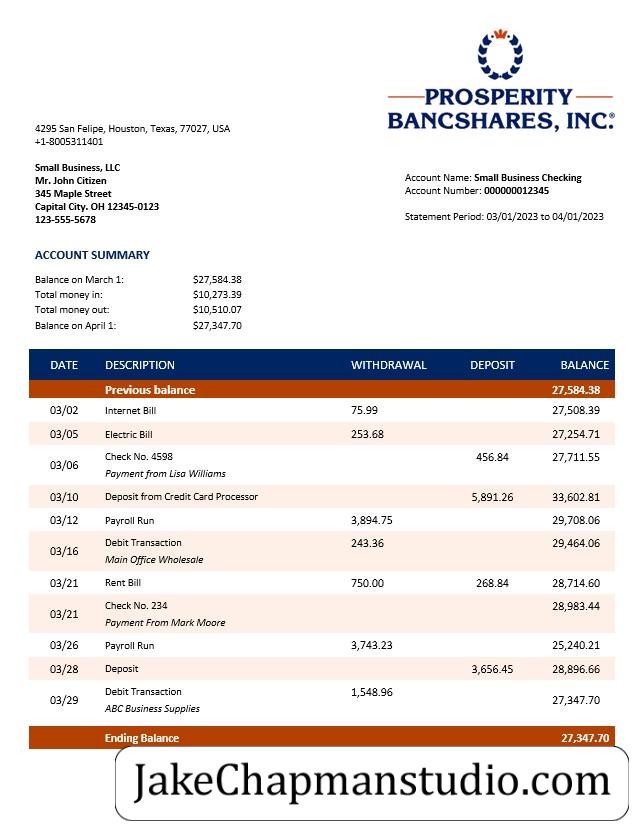 PROSPERITY
BANCSHARES, INC.®
4295 San Felipe, Houston, Texas, 77027, USA
+1-8005311401
Small Business, LLC
Mr. John Citizen
345 Maple Street
Capital City. OH 12345-0123
123-555-5678
Account Name: Small Business Checking
Account Number: 000000012345
Statement Period: 03/01/2023 to 04/01/2023
ACCOUNT SUMMARY
Balance on March 1: $27,584.38
Total money in: $10,273.39
Total money out: $10,510.07
Balance on April 1: $27,347.70
DATE DESCRIPTION WITHDRAWAL DEPOSIT BALANCE
Previous balance 27,584.38
03/02 Internet Bill 75.99 27,508.39
03/05 Electric Bill 253.68 27,254.71
03/06 Check No. 4598 456.84 27,711.55
Payment from Lisa Williams
03/10 Deposit from Credit Card Processor 5,891.26 33,602.81
03/12 Payroll Run 3,894.75 29,708.06
03/16 Debit Transaction 243.36 29,464.06
Main Office Wholesale
03/21 Rent Bill 750.00 268.84 28,714.60
03/21 Check No. 234 28,983.44
Payment From Mark Moore
03/26 Payroll Run 3,743.23 25,240.21
03/28 Deposit 3,656.45 28,896.66
03/29 Debit Transaction 1,548.96 27,347.70
ABC Business Supplies
Ending Balance 27,347.70
JakeChapmanstudio.com